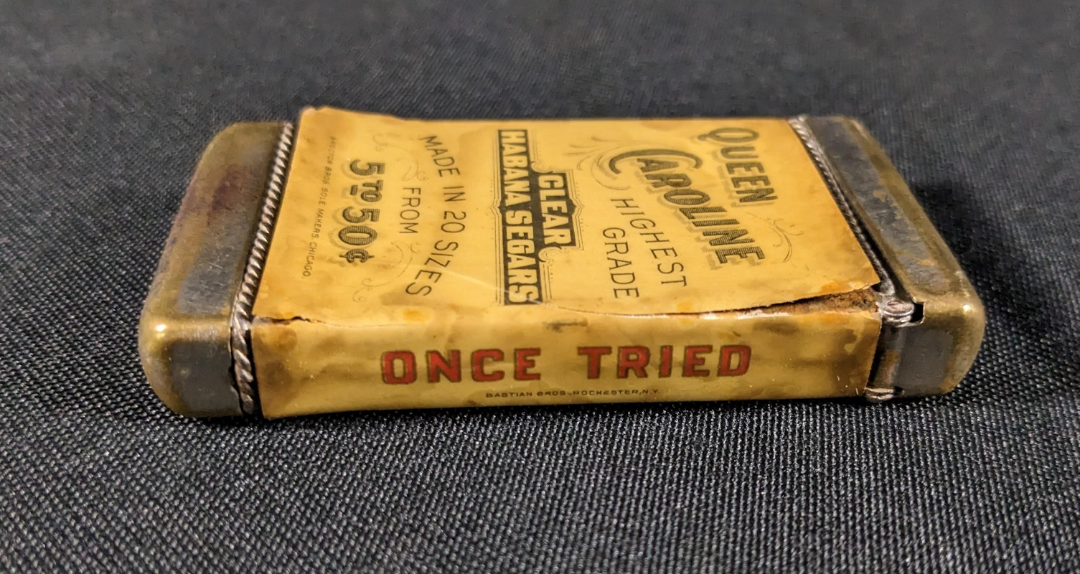 QUEEN
CAROLINE
HIGHEST
GRADE
CLEAR
HABANA SEGARS
MADE IN 20 SIZES
FROM
5 TO 50¢
BROS. SOLE MAKERS, CHICAGO.
ONCE TRIED
BASTIAN BROS. ROCHESTER, N.Y.